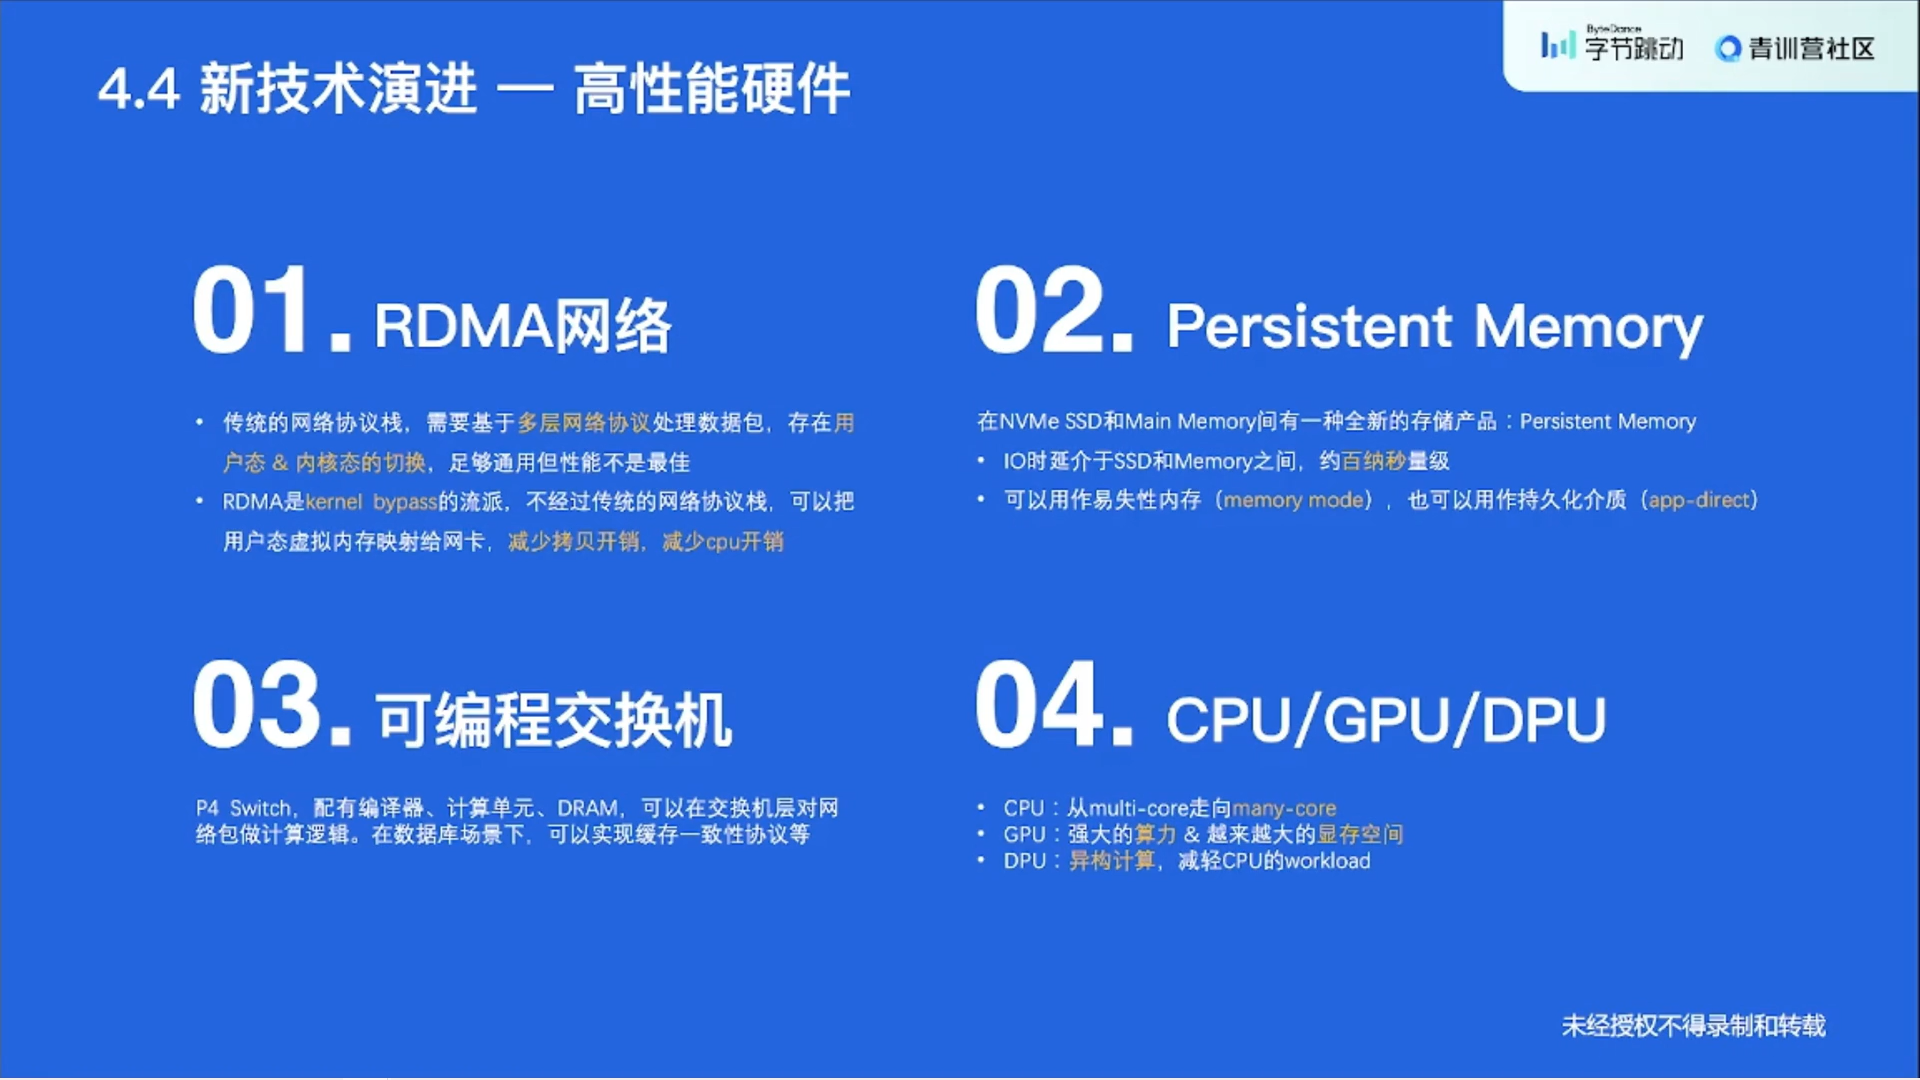 4.4 新技术演进 — 高性能硬件
ByteDance
字节跳动
青训营社区
01. RDMA网络
• 传统的网络协议栈，需要基于多层网络协议处理数据包，存在用
户态 & 内核态的切换，足够通用但性能不是最佳
• RDMA是kernel bypass的流派，不经过传统的网络协议栈，可以把
用户态虚拟内存映射给网卡，减少拷贝开销，减少cpu开销
02. Persistent Memory
在NVMe SSD和Main Memory间有一种全新的存储产品：Persistent Memory
• IO时延介于SSD和Memory之间，约百纳秒量级
• 可以用作易失性内存（memory mode），也可以用作持久化介质（app-direct）
03. 可编程交换机
P4 Switch，配有编译器、计算单元、DRAM，可以在交换机层对网
络包做计算逻辑。在数据库场景下，可以实现缓存一致性协议等
04. CPU/GPU/DPU
• CPU：从multi-core走向many-core
• GPU：强大的算力 & 越来越大的显存空间
• DPU：异构计算，减轻CPU的workload
未经授权不得录制和转载